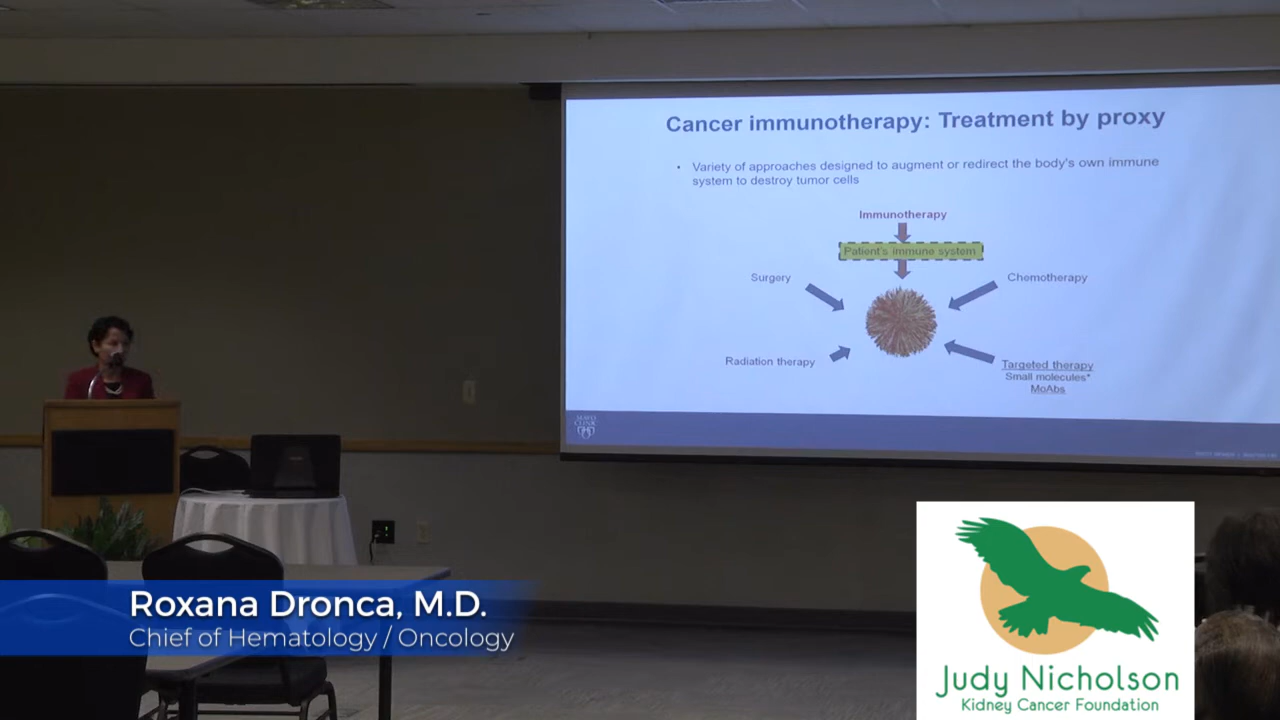 Cancer immunotherapy: Treatment by proxy
• Variety of approaches designed to augment or redirect the body's own immune
system to destroy tumor cells
Immunotherapy
Patient's immune system
Surgery
Chemotherapy
Radiation therapy
Targeted therapy
Small molecules*
MoAbs
MAYO
CLINIC
Roxana Dronca, M.D.
Chief of Hematology / Oncology
Judy Nicholson
Kidney Cancer Foundation